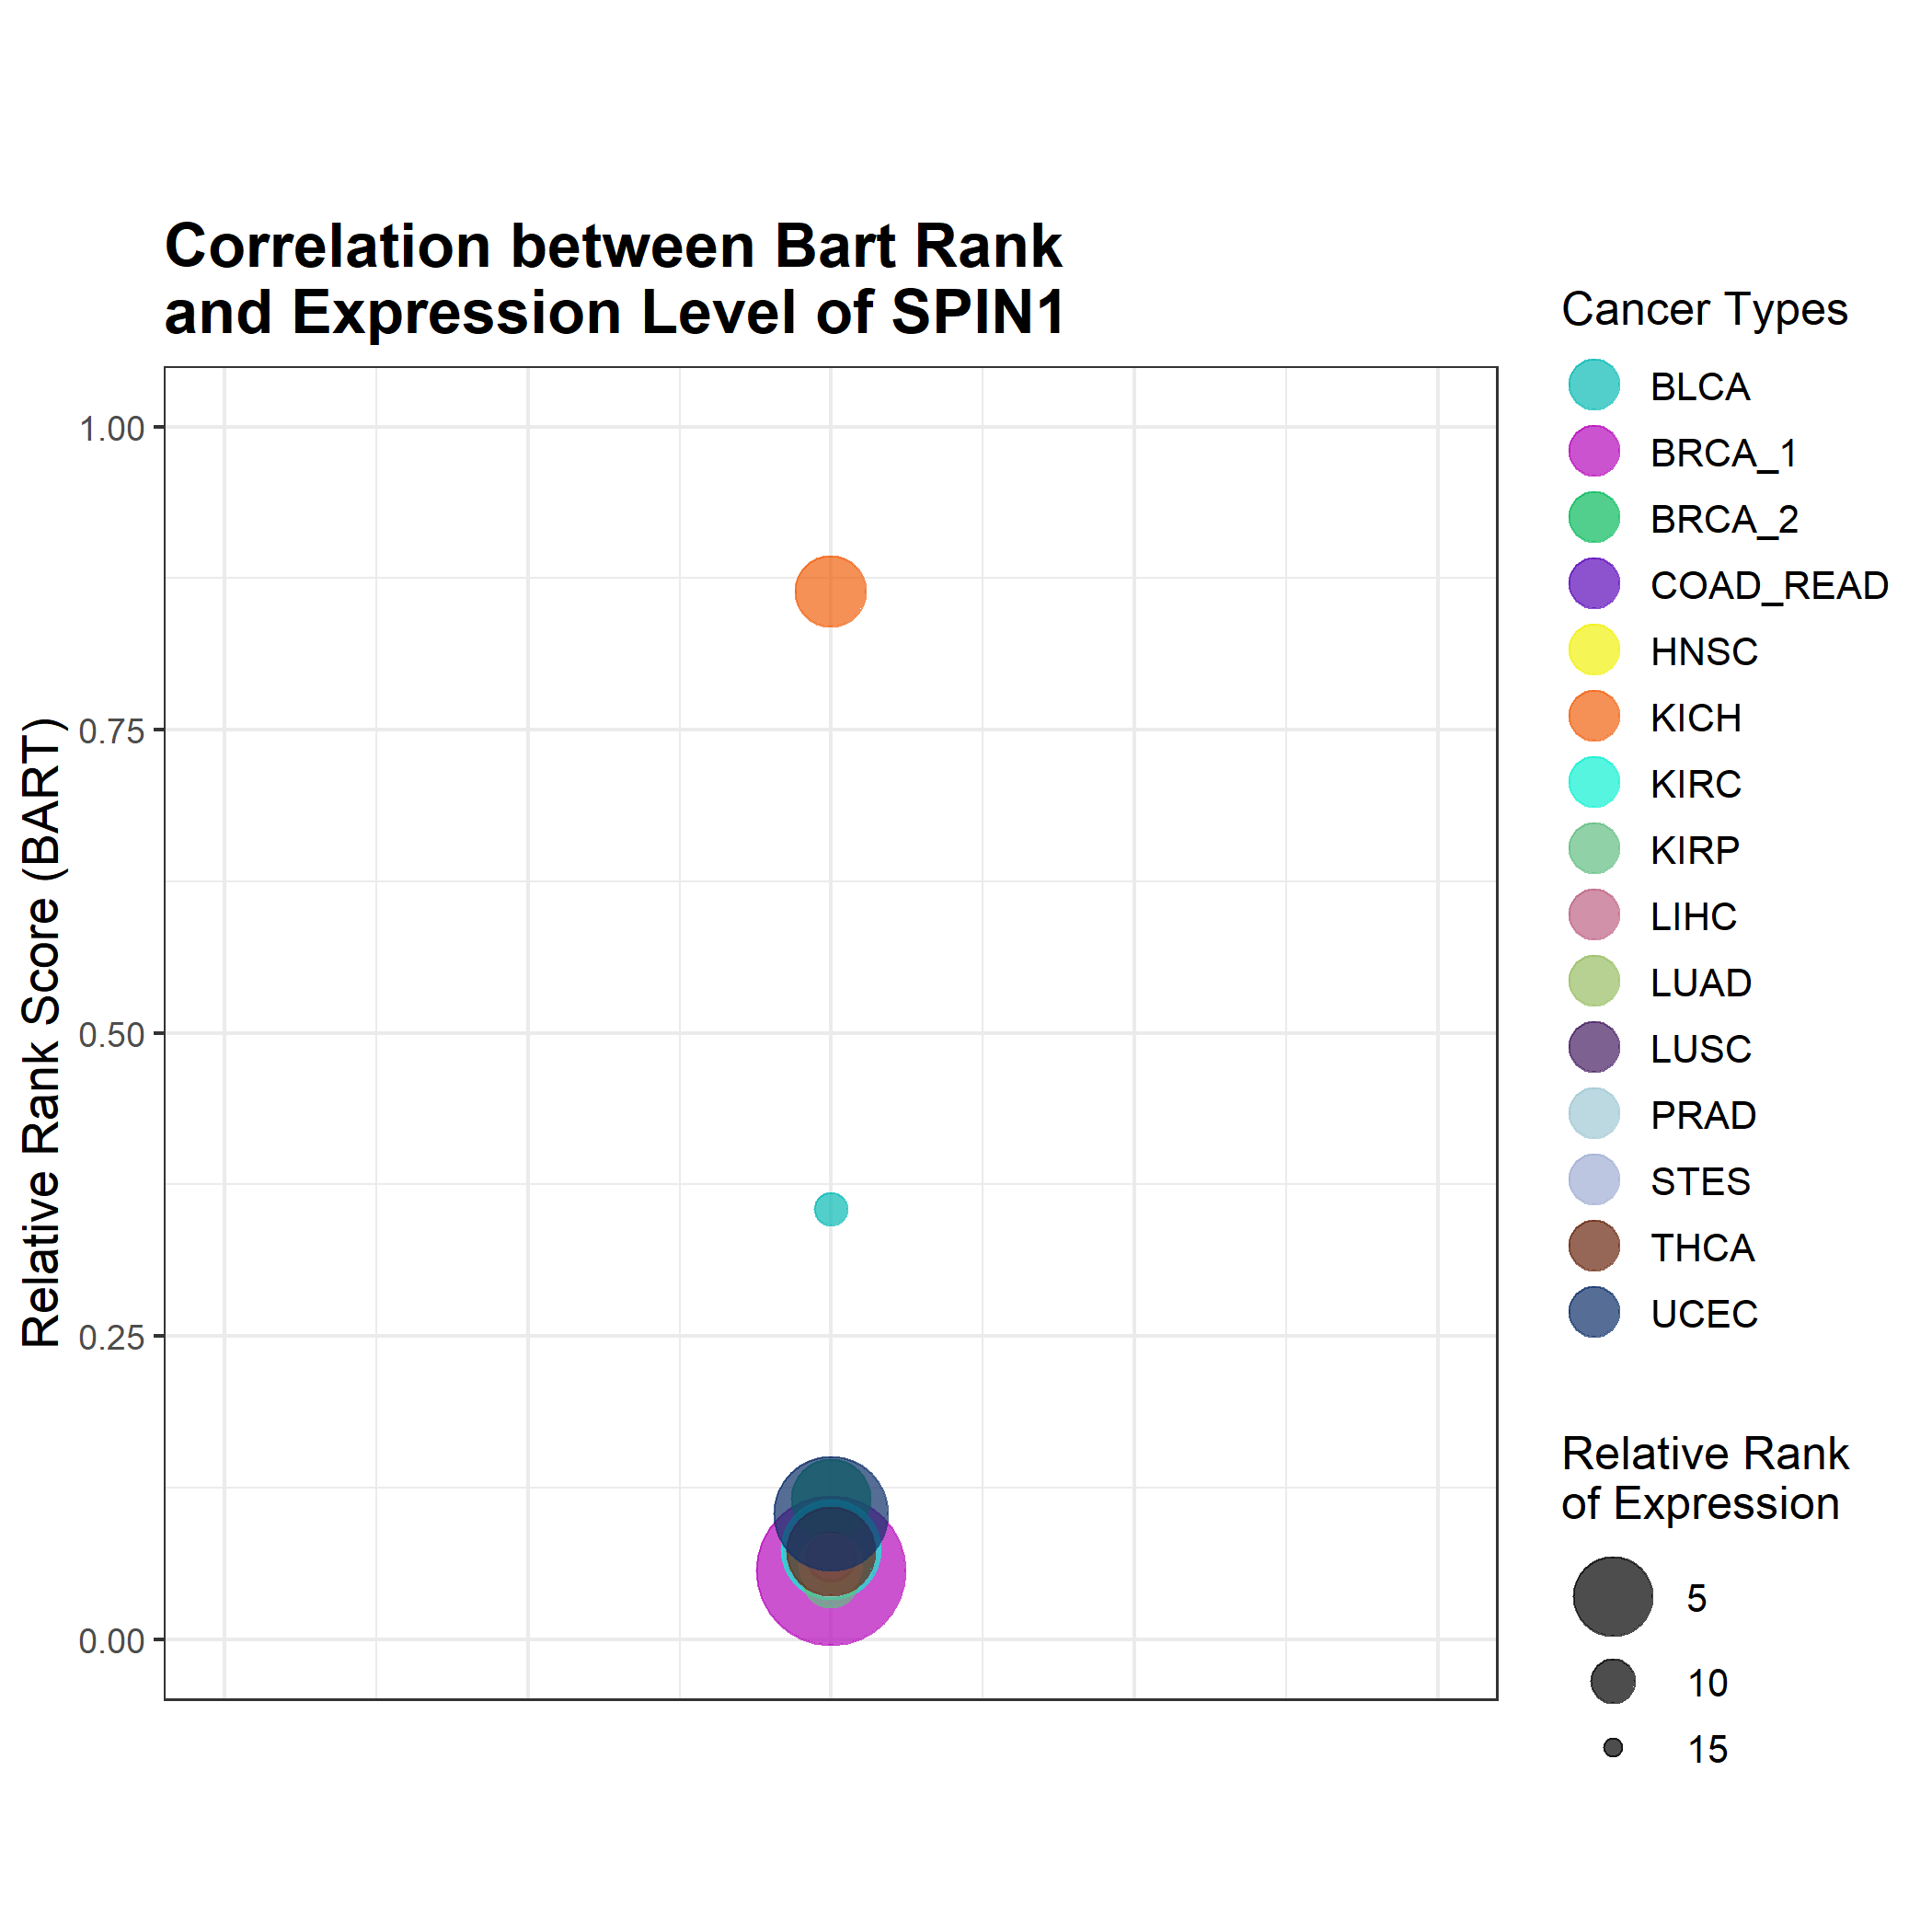 Correlation between Bart Rank
and Expression Level of SPIN1
Relative Rank Score (BART)
1.00
0.75
0.50
0.25
0.00
Cancer Types
BLCA
BRCA_1
BRCA_2
COAD_READ
HNSC
KICH
KIRC
KIRP
LIHC
LUAD
LUSC
PRAD
STES
THCA
UCEC
Relative Rank
of Expression
5
10
15